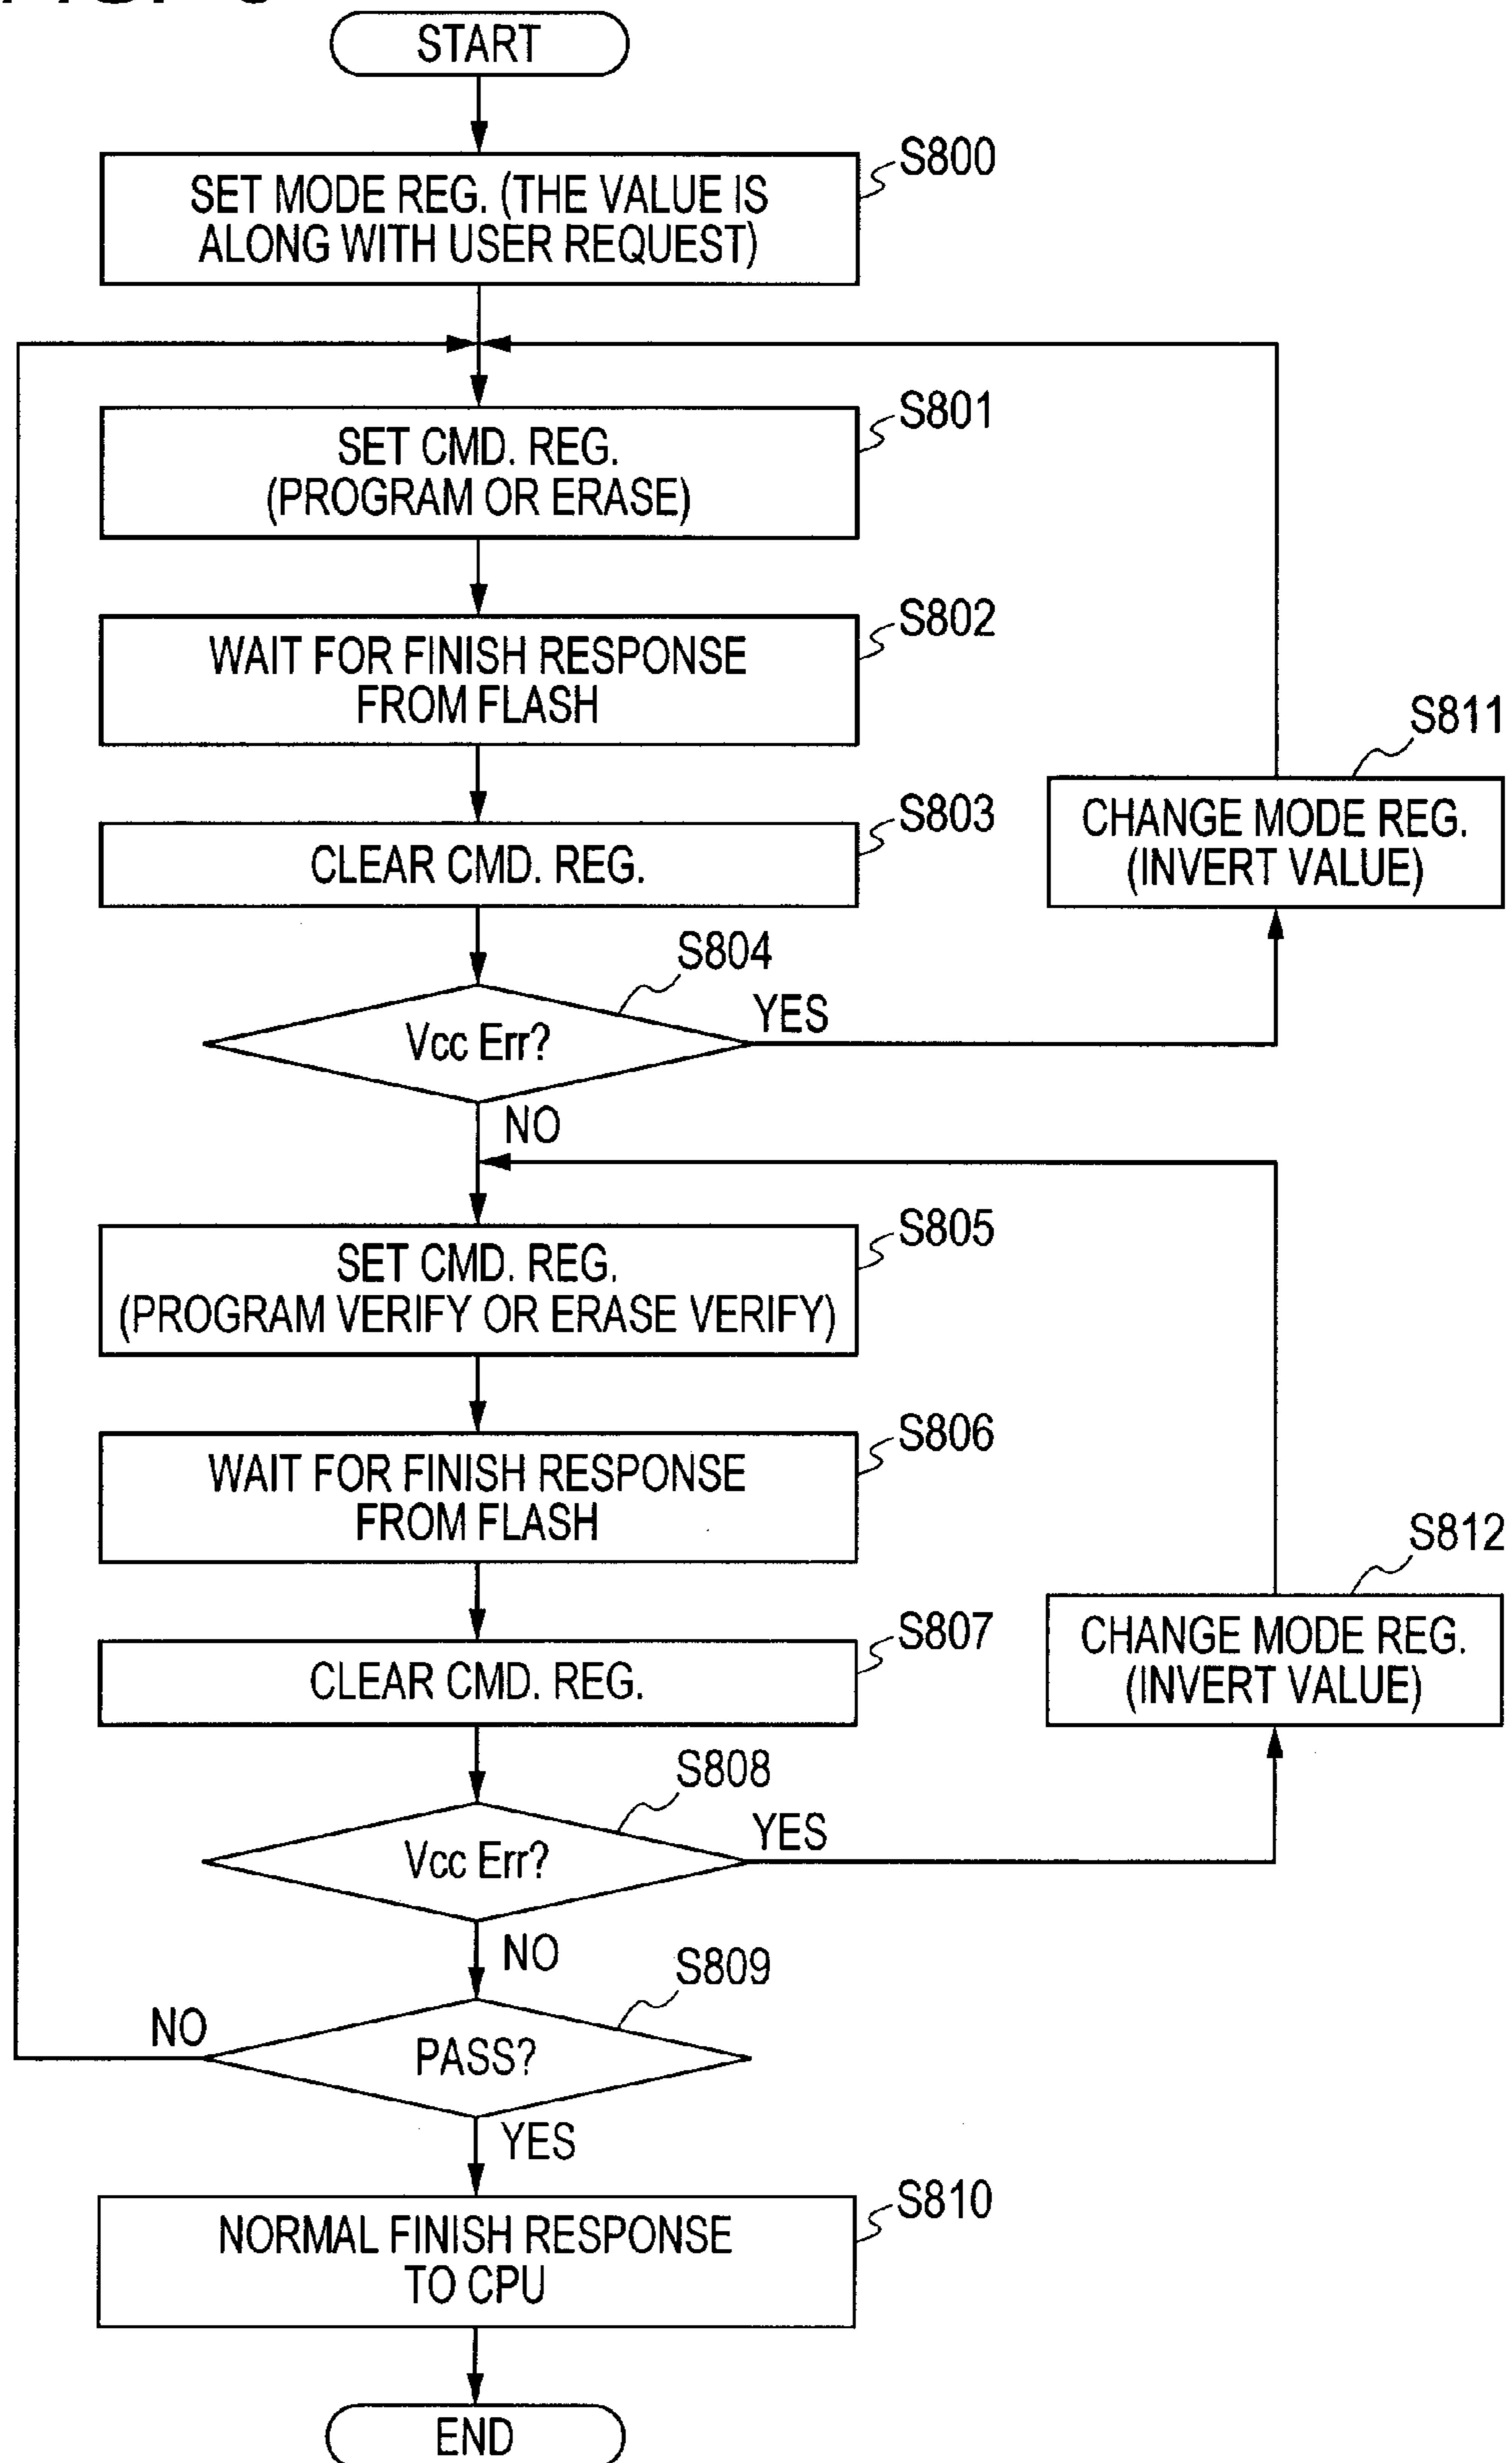 START
S800
SET MODE REG. (THE VALUE IS
ALONG WITH USER REQUEST)
S801
SET CMD. REG.
(PROGRAM OR ERASE)
S802
WAIT FOR FINISH RESPONSE
FROM FLASH
S811
CHANGE MODE REG.
(INVERT VALUE)
S803
CLEAR CMD. REG.
S804
Vcc Err?
YES
NO
S805
SET CMD. REG.
(PROGRAM VERIFY OR ERASE VERIFY)
S806
WAIT FOR FINISH RESPONSE
FROM FLASH
S812
CHANGE MODE REG.
(INVERT VALUE)
S807
CLEAR CMD. REG.
S808
Vcc Err?
YES
NO
S809
NO
PASS?
YES
S810
NORMAL FINISH RESPONSE
TO CPU
END